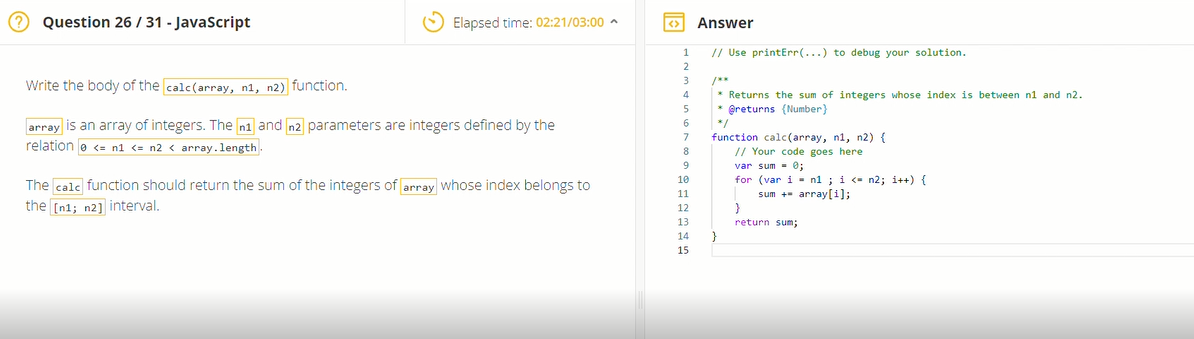 Question 26 / 31 - JavaScript
Elapsed time: 02:21/03:00
Write the body of the calc(array, n1, n2) function.
array is an array of integers. The n1 and n2 parameters are integers defined by the
relation 0 <= n1 <= n2 < array.length.
The calc function should return the sum of the integers of array whose index belongs to
the [n1; n2] interval.
Answer
1 // Use printErr(...) to debug your solution.
2
3 /**
4 * Returns the sum of integers whose index is between n1 and n2.
5 * @returns {Number}
6 */
7 function calc(array, n1, n2) {
8 // Your code goes here
9 var sum = 0;
10 for (var i = n1 ; i <= n2; i++) {
11 sum += array[i];
12 }
13 return sum;
14 }
15